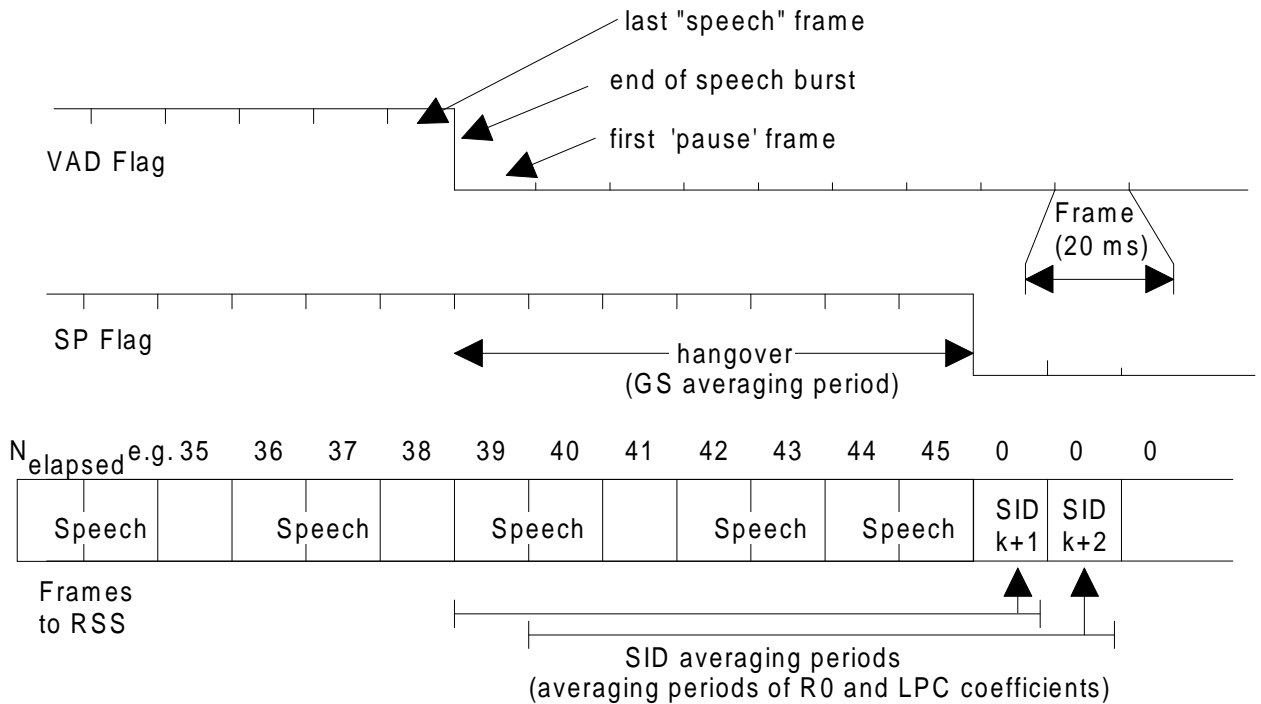 last "speech" frame
end of speech burst
first 'pause' frame
VAD Flag
Frame
(20 ms)
SP Flag
hangover
(GS averaging period)
N elapsed e.g. 35 36 37 38 39 40 41 42 43 44 45 0 0 0
Speech Speech Speech Speech Speech SID k+1 SID k+2
Frames
to RSS
SID averaging periods
(averaging periods of R0 and LPC coefficients)